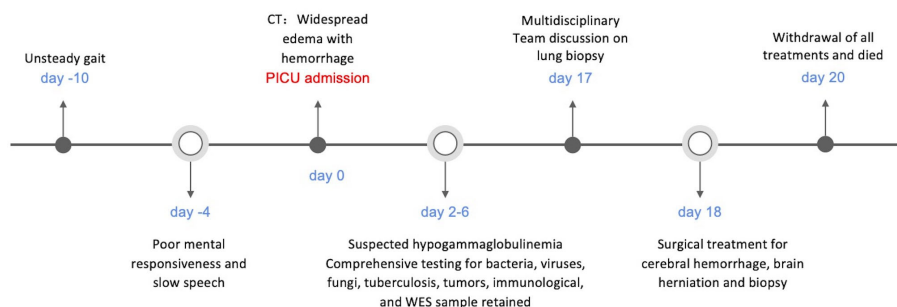 Unsteady gait
day -10
Poor mental
responsiveness and
slow speech
day -4
CT：Widespread
edema with
hemorrhage
PICU admission
day 0
day 2-6
Suspected hypogammaglobulinemia
Comprehensive testing for bacteria, viruses,
fungi, tuberculosis, tumors, immunological,
and WES sample retained
Multidisciplinary
Team discussion on
lung biopsy
day 17
day 18
Surgical treatment for
cerebral hemorrhage, brain
herniation and biopsy
Withdrawal of all
treatments and died
day 20